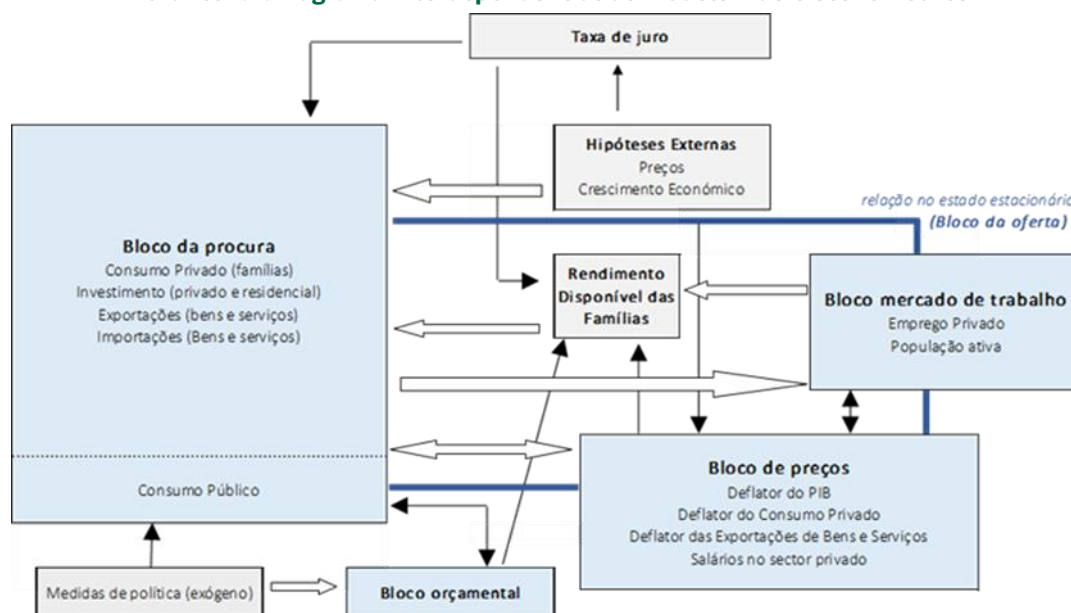 Taxa de juro
Hipóteses Externas
Preços
Crescimento Económico
relação no estado estacionário
(Bloco da oferta)
Bloco da procura
Consumo Privado (famílias)
Investimento (privado e residencial)
Exportações (bens e serviços)
Importações (Bens e serviços)
Rendimento
Disponível das
Famílias
Bloco mercado de trabalho
Emprego Privado
População ativa
Consumo Público
Bloco de preços
Deflator do PIB
Deflator do Consumo Privado
Deflator das Exportações de Bens e Serviços
Salários no sector privado
Medidas de política (exógeno)
Bloco orçamental